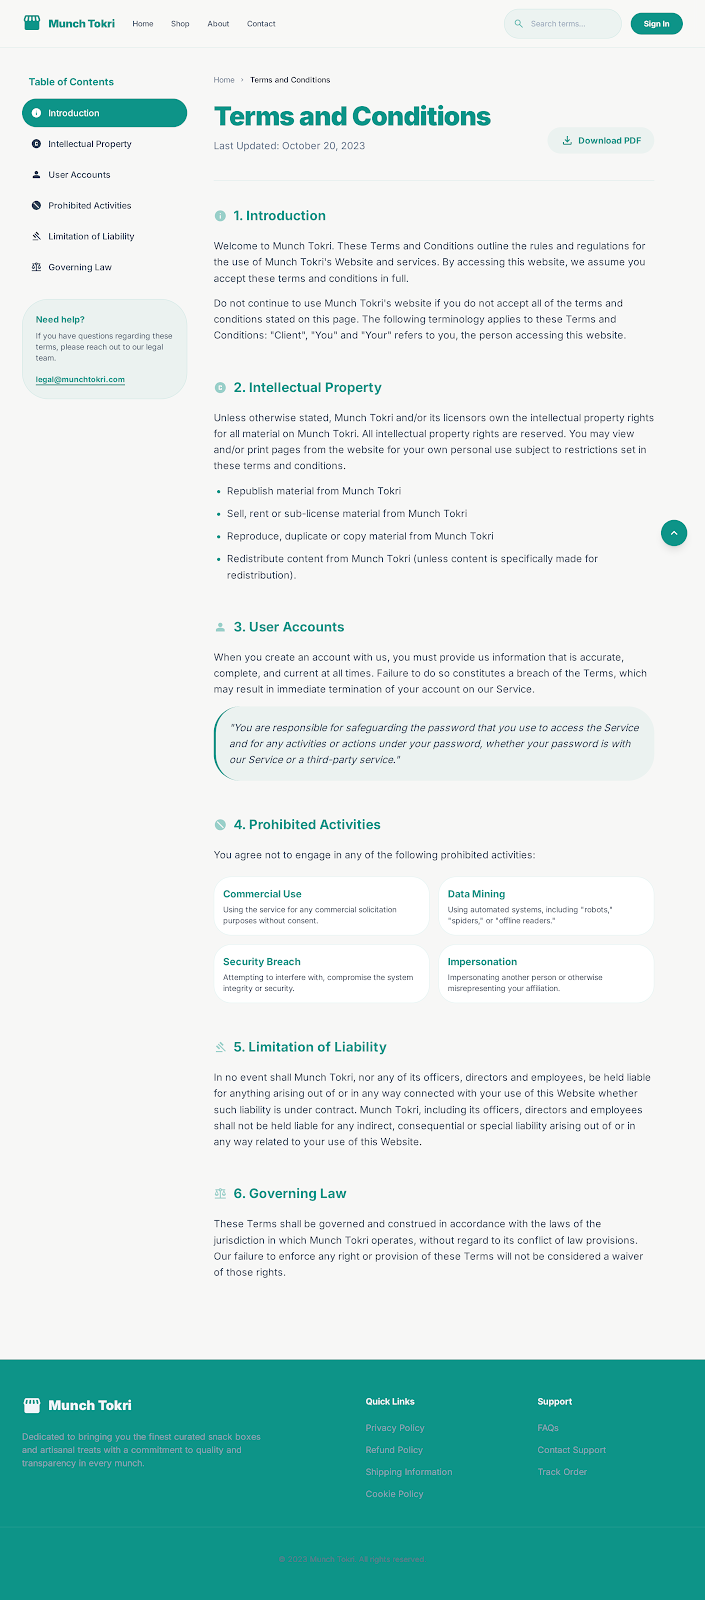 Munch Tokri
Home
Shop
About
Contact
Search terms...
Sign In
Table of Contents
Introduction
Intellectual Property
User Accounts
Prohibited Activities
Limitation of Liability
Governing Law
Need help?
If you have questions regarding these
terms, please reach out to our legal
team.
legal@munchtokri.com
Home › Terms and Conditions
Terms and Conditions
Last Updated: October 20, 2023
Download PDF
1. Introduction
Welcome to Munch Tokri. These Terms and Conditions outline the rules and regulations for
the use of Munch Tokri's Website and services. By accessing this website, we assume you
accept these terms and conditions in full.
Do not continue to use Munch Tokri's website if you do not accept all of the terms and
conditions stated on this page. The following terminology applies to these Terms and
Conditions: "Client", "You" and "Your" refers to you, the person accessing this website.
2. Intellectual Property
Unless otherwise stated, Munch Tokri and/or its licensors own the intellectual property rights
for all material on Munch Tokri. All intellectual property rights are reserved. You may view
and/or print pages from the website for your own personal use subject to restrictions set in
these terms and conditions.
• Republish material from Munch Tokri
• Sell, rent or sub-license material from Munch Tokri
• Reproduce, duplicate or copy material from Munch Tokri
• Redistribute content from Munch Tokri (unless content is specifically made for
redistribution).
3. User Accounts
When you create an account with us, you must provide us information that is accurate,
complete, and current at all times. Failure to do so constitutes a breach of the Terms, which
may result in immediate termination of your account on our Service.
"You are responsible for safeguarding the password that you use to access the Service
and for any activities or actions under your password, whether your password is with
our Service or a third-party service."
4. Prohibited Activities
You agree not to engage in any of the following prohibited activities:
Commercial Use
Using the service for any commercial solicitation
purposes without consent.
Data Mining
Using automated systems, including "robots,"
"spiders," or "offline readers."
Security Breach
Attempting to interfere with, compromise the system
integrity or security.
Impersonation
Impersonating another person or otherwise
misrepresenting your affiliation.
5. Limitation of Liability
In no event shall Munch Tokri, nor any of its officers, directors and employees, be held liable
for anything arising out of or in any way connected with your use of this Website whether
such liability is under contract. Munch Tokri, including its officers, directors and employees
shall not be held liable for any indirect, consequential or special liability arising out of or in
any way related to your use of this Website.
6. Governing Law
These Terms shall be governed and construed in accordance with the laws of the
jurisdiction in which Munch Tokri operates, without regard to its conflict of law provisions.
Our failure to enforce any right or provision of these Terms will not be considered a waiver
of those rights.
Munch Tokri
Dedicated to bringing you the finest curated snack boxes
and artisanal treats with a commitment to quality and
transparency in every munch.
Quick Links
Privacy Policy
Refund Policy
Shipping Information
Cookie Policy
Support
FAQs
Contact Support
Track Order
© 2023 Munch Tokri. All rights reserved.